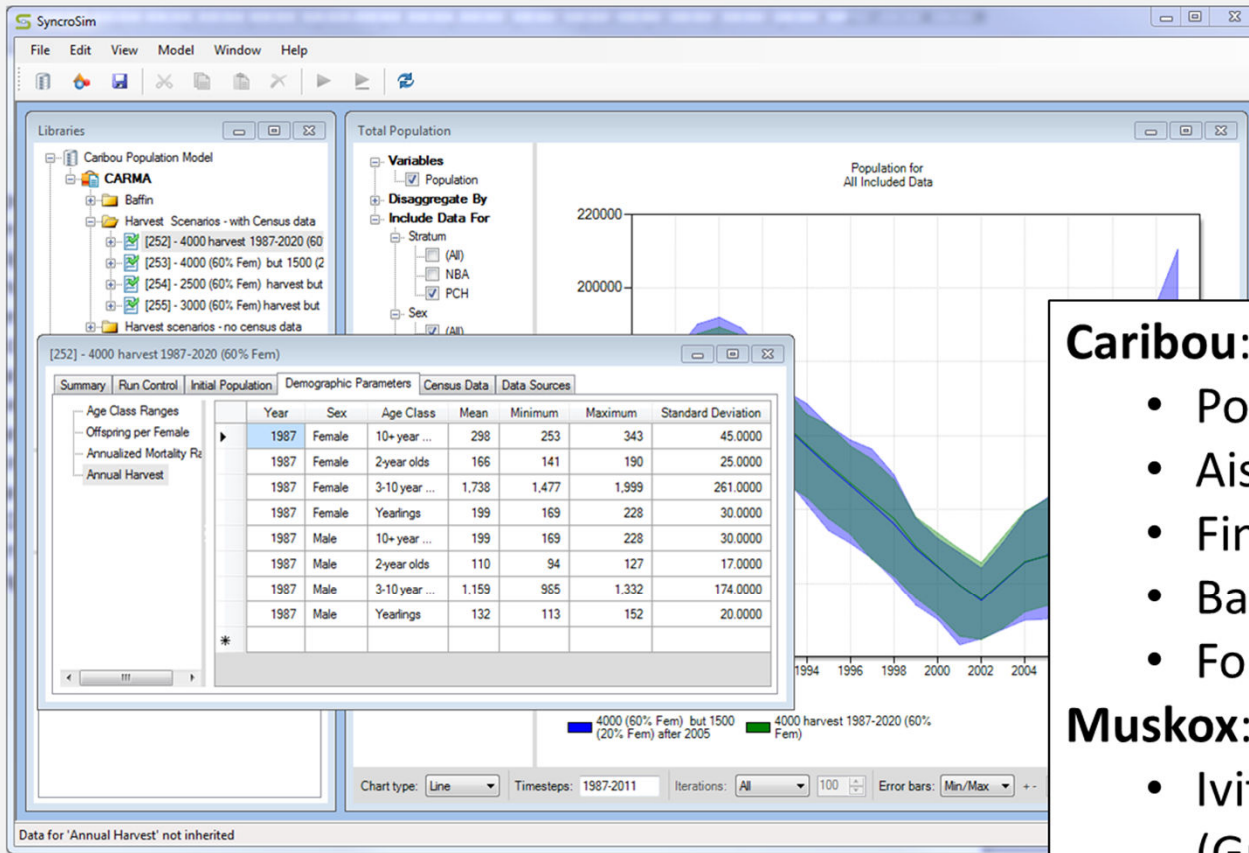 SyncroSim
File Edit View Model Window Help
Libraries
Caribou Population Model
CARMA
Baffin
Harvest Scenarios - with Census data
[252] - 4000 harvest 1987-2020 (60
[253] - 4000 (60% Fem) but 1500 (2
[254] - 2500 (60% Fem) harvest but
[255] - 3000 (60% Fem) harvest but
Harvest scenarios - no census data
Total Population
Variables
Population
Disaggregate By
Include Data For
Stratum
(All)
NBA
PCH
Sex
(All)
Population for
All Included Data
220000
200000
[252] - 4000 harvest 1987-2020 (60% Fem)
Summary Run Control Initial Population Demographic Parameters Census Data Data Sources
Age Class Ranges
Offspring per Female
Annualized Mortality Ra
Annual Harvest
Year Sex Age Class Mean Minimum Maximum Standard Deviation
1987 Female 10+ year ... 298 253 343 45.0000
1987 Female 2-year olds 166 141 190 25.0000
1987 Female 3-10 year ... 1,738 1,477 1,999 261.0000
1987 Female Yearlings 199 169 228 30.0000
1987 Male 10+ year ... 199 169 228 30.0000
1987 Male 2-year olds 110 94 127 17.0000
1987 Male 3-10 year ... 1.159 985 1.332 174.0000
1987 Male Yearlings 132 113 152 20.0000
1994 1996 1998 2000 2002 2004
4000 (60% Fem) but 1500
(20% Fem) after 2005
4000 harvest 1987-2020 (60%
Fem)
Chart type: Line Timesteps: 1987-2011 Iterations: All 100 Error bars: Min/Max + -
Data for 'Annual Harvest' not inherited
Caribou:
• Po
• Ais
• Fin
• Ba
• Fo
Muskox: